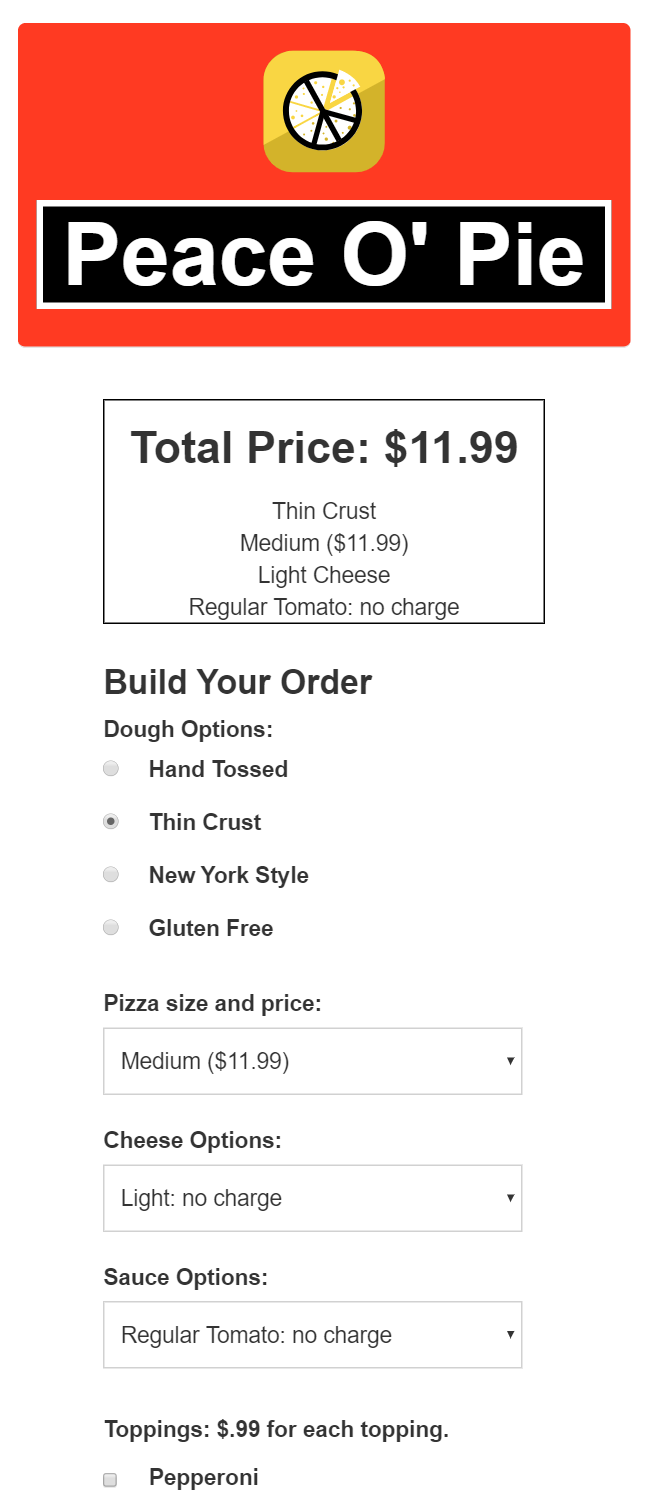 Peace O' Pie
Total Price: $11.99
Thin Crust
Medium ($11.99)
Light Cheese
Regular Tomato: no charge
Build Your Order
Dough Options:
Hand Tossed
Thin Crust
New York Style
Gluten Free
Pizza size and price:
Medium ($11.99)
Cheese Options:
Light: no charge
Sauce Options:
Regular Tomato: no charge
Toppings: $.99 for each topping.
Pepperoni